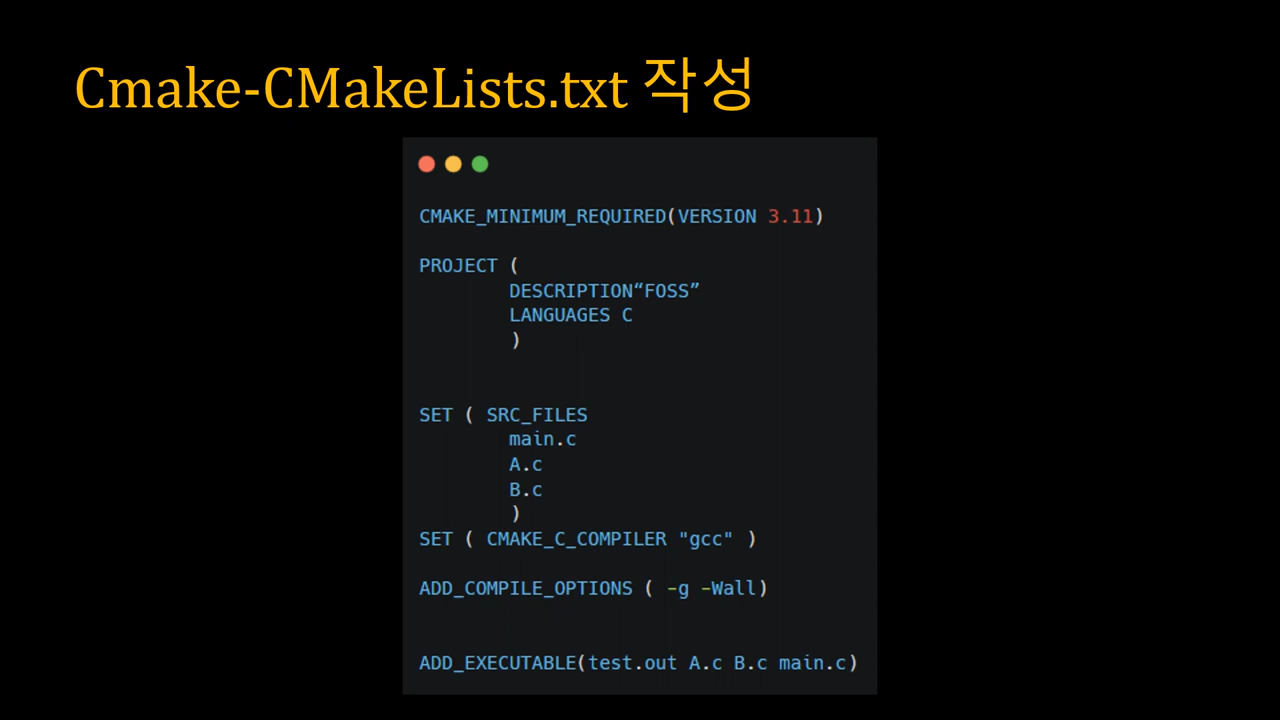 Cmake-CMakeLists.txt 작성
CMAKE_MINIMUM_REQUIRED(VERSION 3.11)
PROJECT (
DESCRIPTION“FOSS”
LANGUAGES C
)
SET ( SRC_FILES
main.c
A.c
B.c
)
SET ( CMAKE_C_COMPILER "gcc" )
ADD_COMPILE_OPTIONS ( -g -Wall)
ADD_EXECUTABLE(test.out A.c B.c main.c)